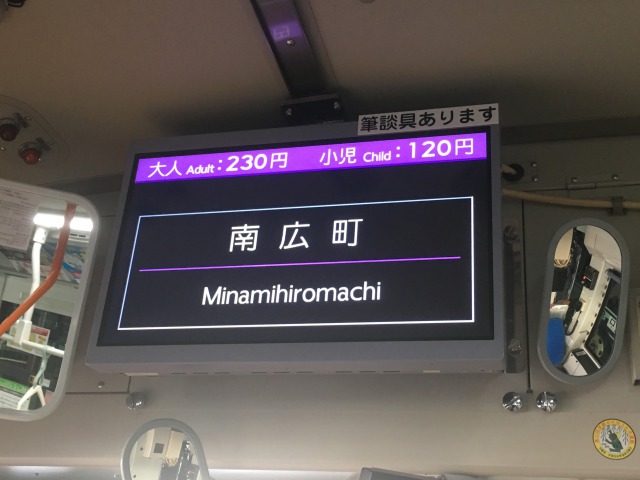 筆談具あります
大人 Adult:230円 小児 Child:120円
南広町
Minamihiromachi